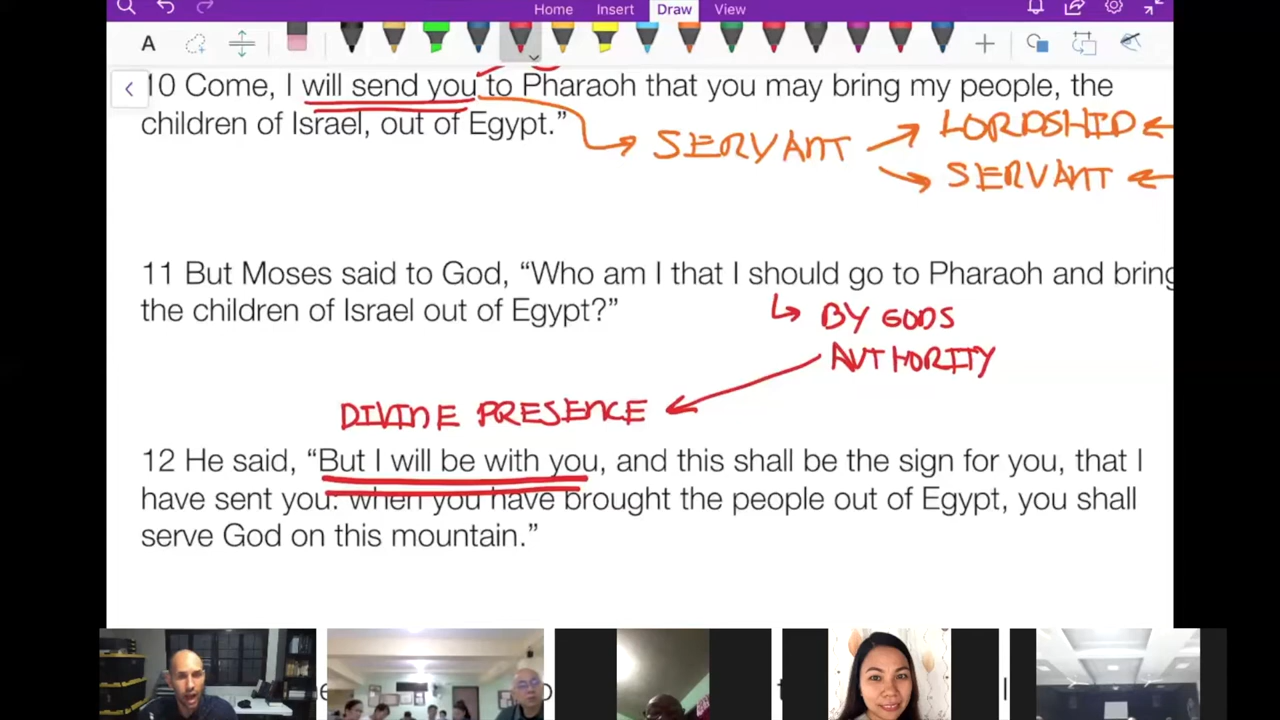 Home Insert Draw View
A
10 Come, I will send you to Pharaoh that you may bring my people, the
children of Israel, out of Egypt.”
SERVANT
LORDSHIP
SERVANT
11 But Moses said to God, “Who am I that I should go to Pharaoh and bring
the children of Israel out of Egypt?”
BY GODS
AUTHORITY
DIVINE PRESENCE
12 He said, “But I will be with you, and this shall be the sign for you, that I
have sent you: when you have brought the people out of Egypt, you shall
serve God on this mountain.”